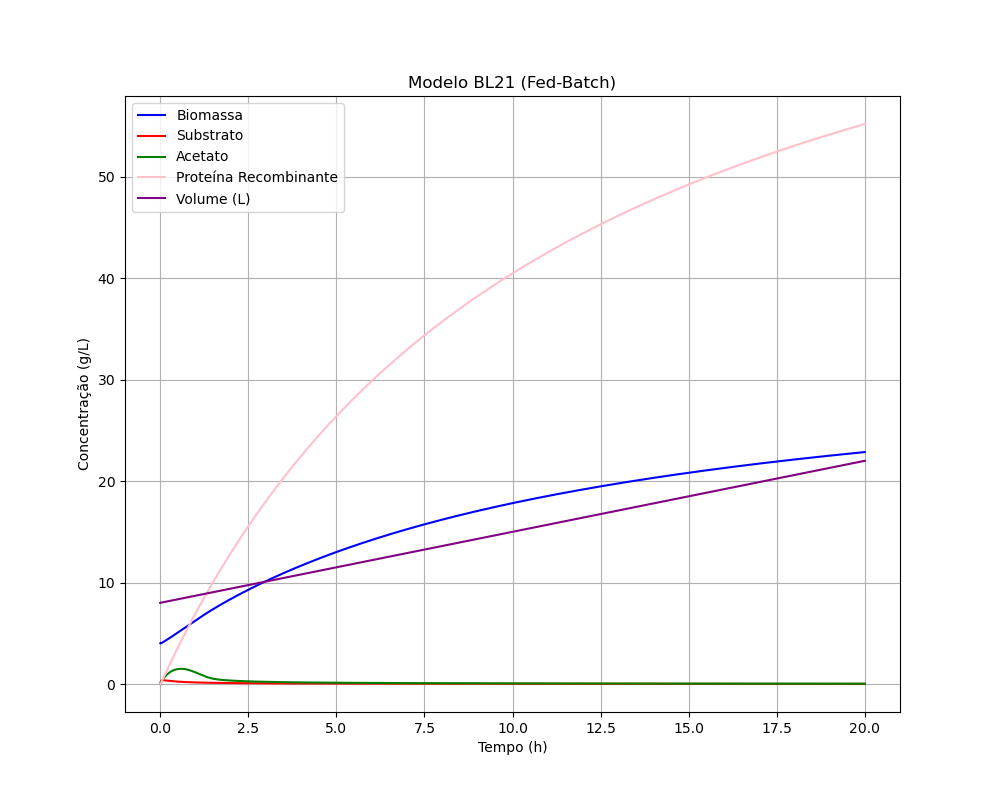 Modelo BL21 (Fed-Batch)
Biomassa
Substrato
Acetato
Proteína Recombinante
Volume (L)
Concentração (g/L)
50
40
30
20
10
0
0.0 2.5 5.0 7.5 10.0 12.5 15.0 17.5 20.0
Tempo (h)